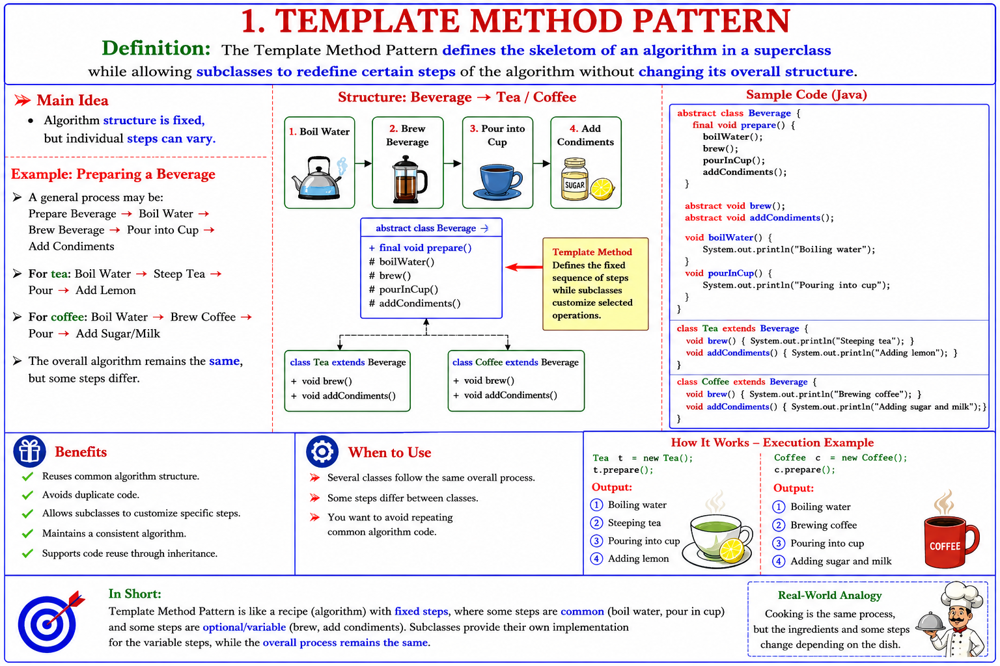 1. TEMPLATE METHOD PATTERN
Definition: The Template Method Pattern defines the skeletom of an algorithm in a superclass
while allowing subclasses to redefine certain steps of the algorithm without changing its overall structure.
Main Idea
• Algorithm structure is fixed,
but individual steps can vary.
Example: Preparing a Beverage
➢ A general process may be:
Prepare Beverage → Boil Water →
Brew Beverage → Pour into Cup →
Add Condiments
➢ For tea: Boil Water → Steep Tea →
Pour → Add Lemon
➢ For coffee: Boil Water → Brew Coffee →
Pour → Add Sugar/Milk
➢ The overall algorithm remains the same,
but some steps differ.
Structure: Beverage → Tea / Coffee
1. Boil Water
2. Brew
Beverage
3. Pour into
Cup
4. Add
Condiments
SUGAR
abstract class Beverage →
+ final void prepare()
# boilWater()
# brew()
# pourInCup()
# addCondiments()
Template Method
Defines the fixed
sequence of steps
while subclasses
customize selected
operations.
class Tea extends Beverage
+ void brew()
+ void addCondiments()
class Coffee extends Beverage
+ void brew()
+ void addCondiments()
Sample Code (Java)
abstract class Beverage {
final void prepare() {
boilWater();
brew();
pourInCup();
addCondiments();
}
abstract void brew();
abstract void addCondiments();
void boilWater() {
System.out.println("Boiling water");
}
void pourInCup() {
System.out.println("Pouring into cup");
}
}
class Tea extends Beverage {
void brew() { System.out.println("Steeping tea"); }
void addCondiments() { System.out.println("Adding lemon"); }
}
class Coffee extends Beverage {
void brew() { System.out.println("Brewing coffee"); }
void addCondiments() { System.out.println("Adding sugar and milk");}
}
Benefits
✓ Reuses common algorithm structure.
✓ Avoids duplicate code.
✓ Allows subclasses to customize specific steps.
✓ Maintains a consistent algorithm.
✓ Supports code reuse through inheritance.
When to Use
Several classes follow the same overall process.
Some steps differ between classes.
You want to avoid repeating
common algorithm code.
How It Works – Execution Example
Tea t = new Tea();
t.prepare();
Output:
1 Boiling water
2 Steeping tea
3 Pouring into cup
4 Adding lemon
Coffee c = new Coffee();
c.prepare();
Output:
1 Boiling water
2 Brewing coffee
3 Pouring into cup
4 Adding sugar and milk
COFFEE
In Short:
Template Method Pattern is like a recipe (algorithm) with fixed steps, where some steps are common (boil water, pour in cup)
and some steps are optional/variable (brew, add condiments). Subclasses provide their own implementation
for the variable steps, while the overall process remains the same.
Real-World Analogy
Cooking is the same process,
but the ingredients and some steps
change depending on the dish.